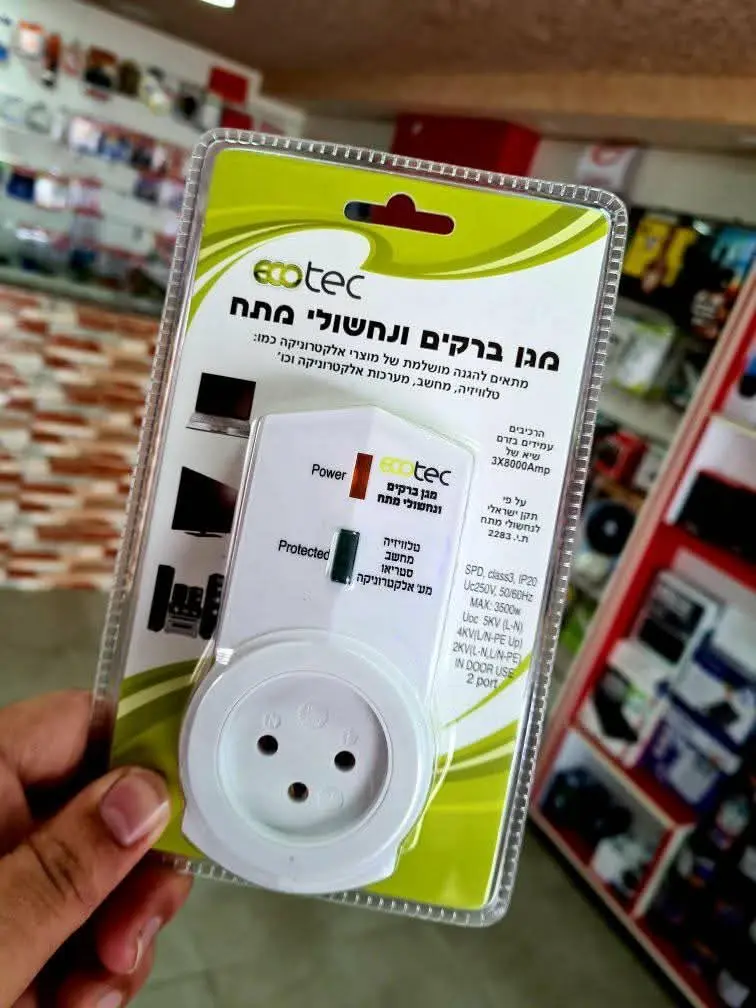 ecotec
מגן ברקים ונחשולי מתח
מתאים להגנה מושלמת של מוצרי אלקטרוניקה כמו:
טלוויזיה, מחשב, מערכות אלקטרוניקה וכו'
הרכיבים
עמידים בזרם
שיא של
3X8000Amp
על פי
תקן ישראלי
לנחשולי מתח
ת.י. 2283
SPD, class3, IP20
Uc250V, 50/60Hz
MAX: 3500w
Uoc 5KV (L-N)
4KV(L/N-PE Up)
2KV(L-N,L/N-PE)
IN DOOR USE
2 port
ecotec
מגן ברקים
ונחשולי מתח
Power
Protected
טלוויזיה
מחשב
סטריאו
מע' אלקטרוניקה